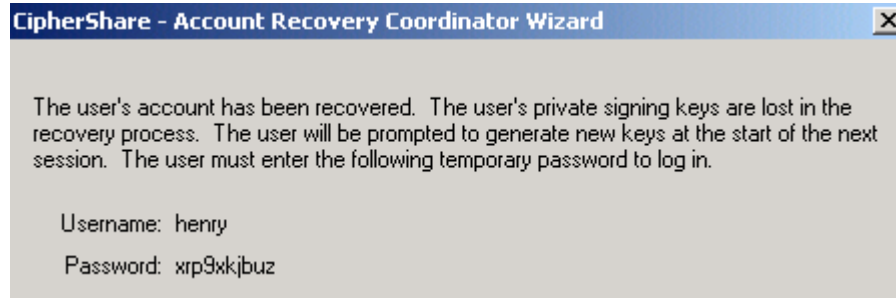 CipherShare - Account Recovery Coordinator Wizard
The user's account has been recovered. The user's private signing keys are lost in the
recovery process. The user will be prompted to generate new keys at the start of the next
session. The user must enter the following temporary password to log in.
Username: henry
Password: xrp9xkjbuz